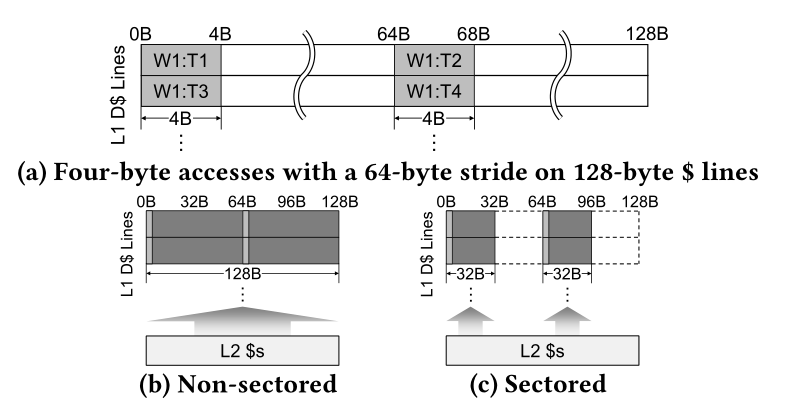 0B 4B 64B 68B 128B
L1 D$ Lines
W1:T1 W1:T2
W1:T3 W1:T4
4B 4B
(a) Four-byte accesses with a 64-byte stride on 128-byte $ lines
0B 32B 64B 96B 128B
L1 D$ Lines
128B
L2 $s
(b) Non-sectored
0B 32B 64B 96B 128B
L1 D$ Lines
32B 32B
L2 $s
(c) Sectored